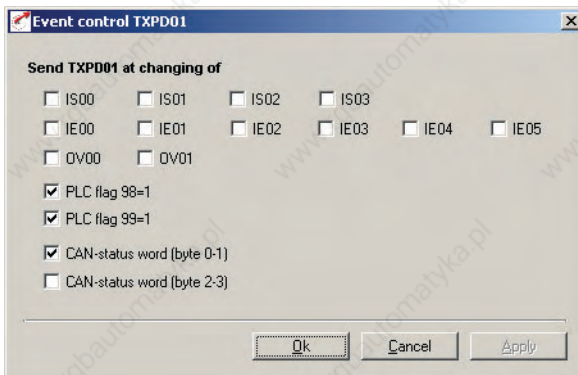 Event control TXPD01
Send TXPD01 at changing of
IS00 IS01 IS02 IS03
IE00 IE01 IE02 IE03 IE04 IE05
OV00 OV01
PLC flag 98=1
PLC flag 99=1
CAN-status word (byte 0-1)
CAN-status word (byte 2-3)
Ok Cancel Apply